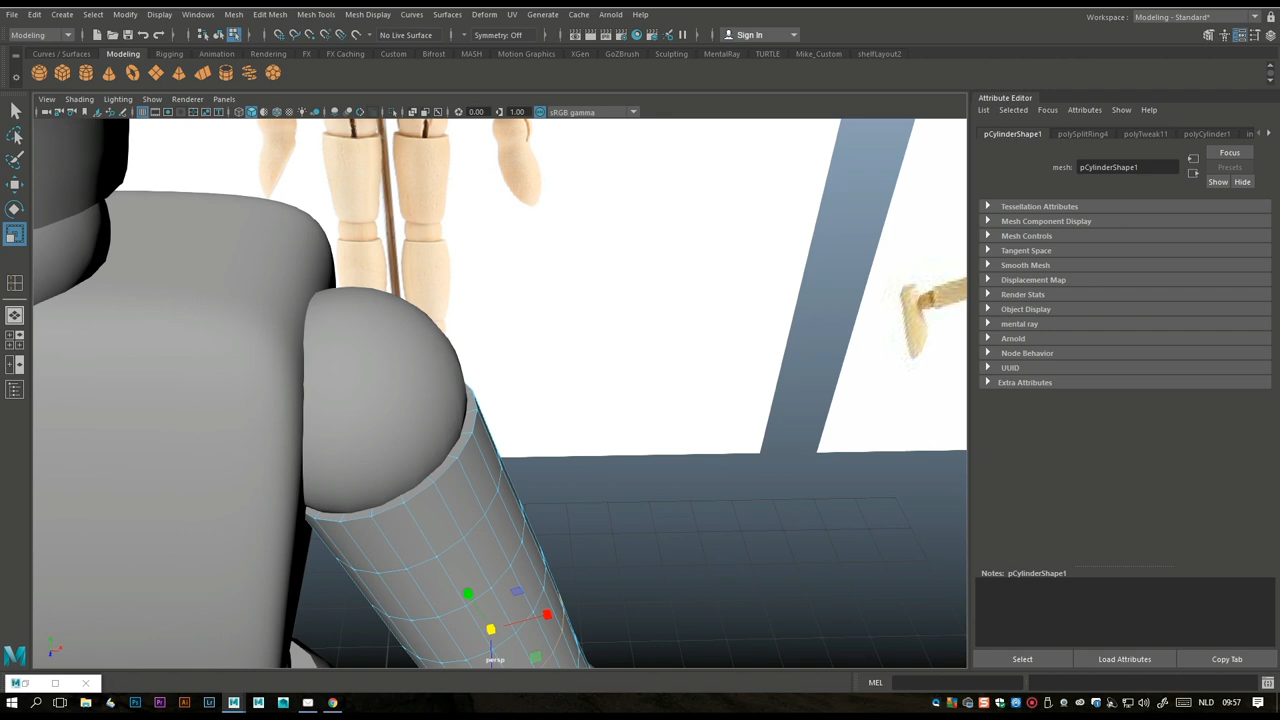 File Edit Create Select Modify Display Windows Mesh Edit Mesh Mesh Tools Mesh Display Curves Surfaces Deform UV Generate Cache Arnold Help
Workspace : Modeling - Standard*
Modeling No Live Surface Symmetry: Off Sign In
Curves / Surfaces Modeling Rigging Animation Rendering FX FX Caching Custom Bifrost MASH Motion Graphics XGen GoZBrush Sculpting MentalRay TURTLE Mike_Custom shelfLayout2
View Shading Lighting Show Renderer Panels
0.00 1.00 sRGB gamma
Attribute Editor
List Selected Focus Attributes Show Help
pCylinderShape1 polySplitRing4 polyTweak11 polyCylinder1 in
Focus
mesh: pCylinderShape1
Presets
Show Hide
Tessellation Attributes
Mesh Component Display
Mesh Controls
Tangent Space
Smooth Mesh
Displacement Map
Render Stats
Object Display
mental ray
Arnold
Node Behavior
UUID
Extra Attributes
Notes: pCylinderShape1
persp
Select Load Attributes Copy Tab
MEL
NLD 09:57